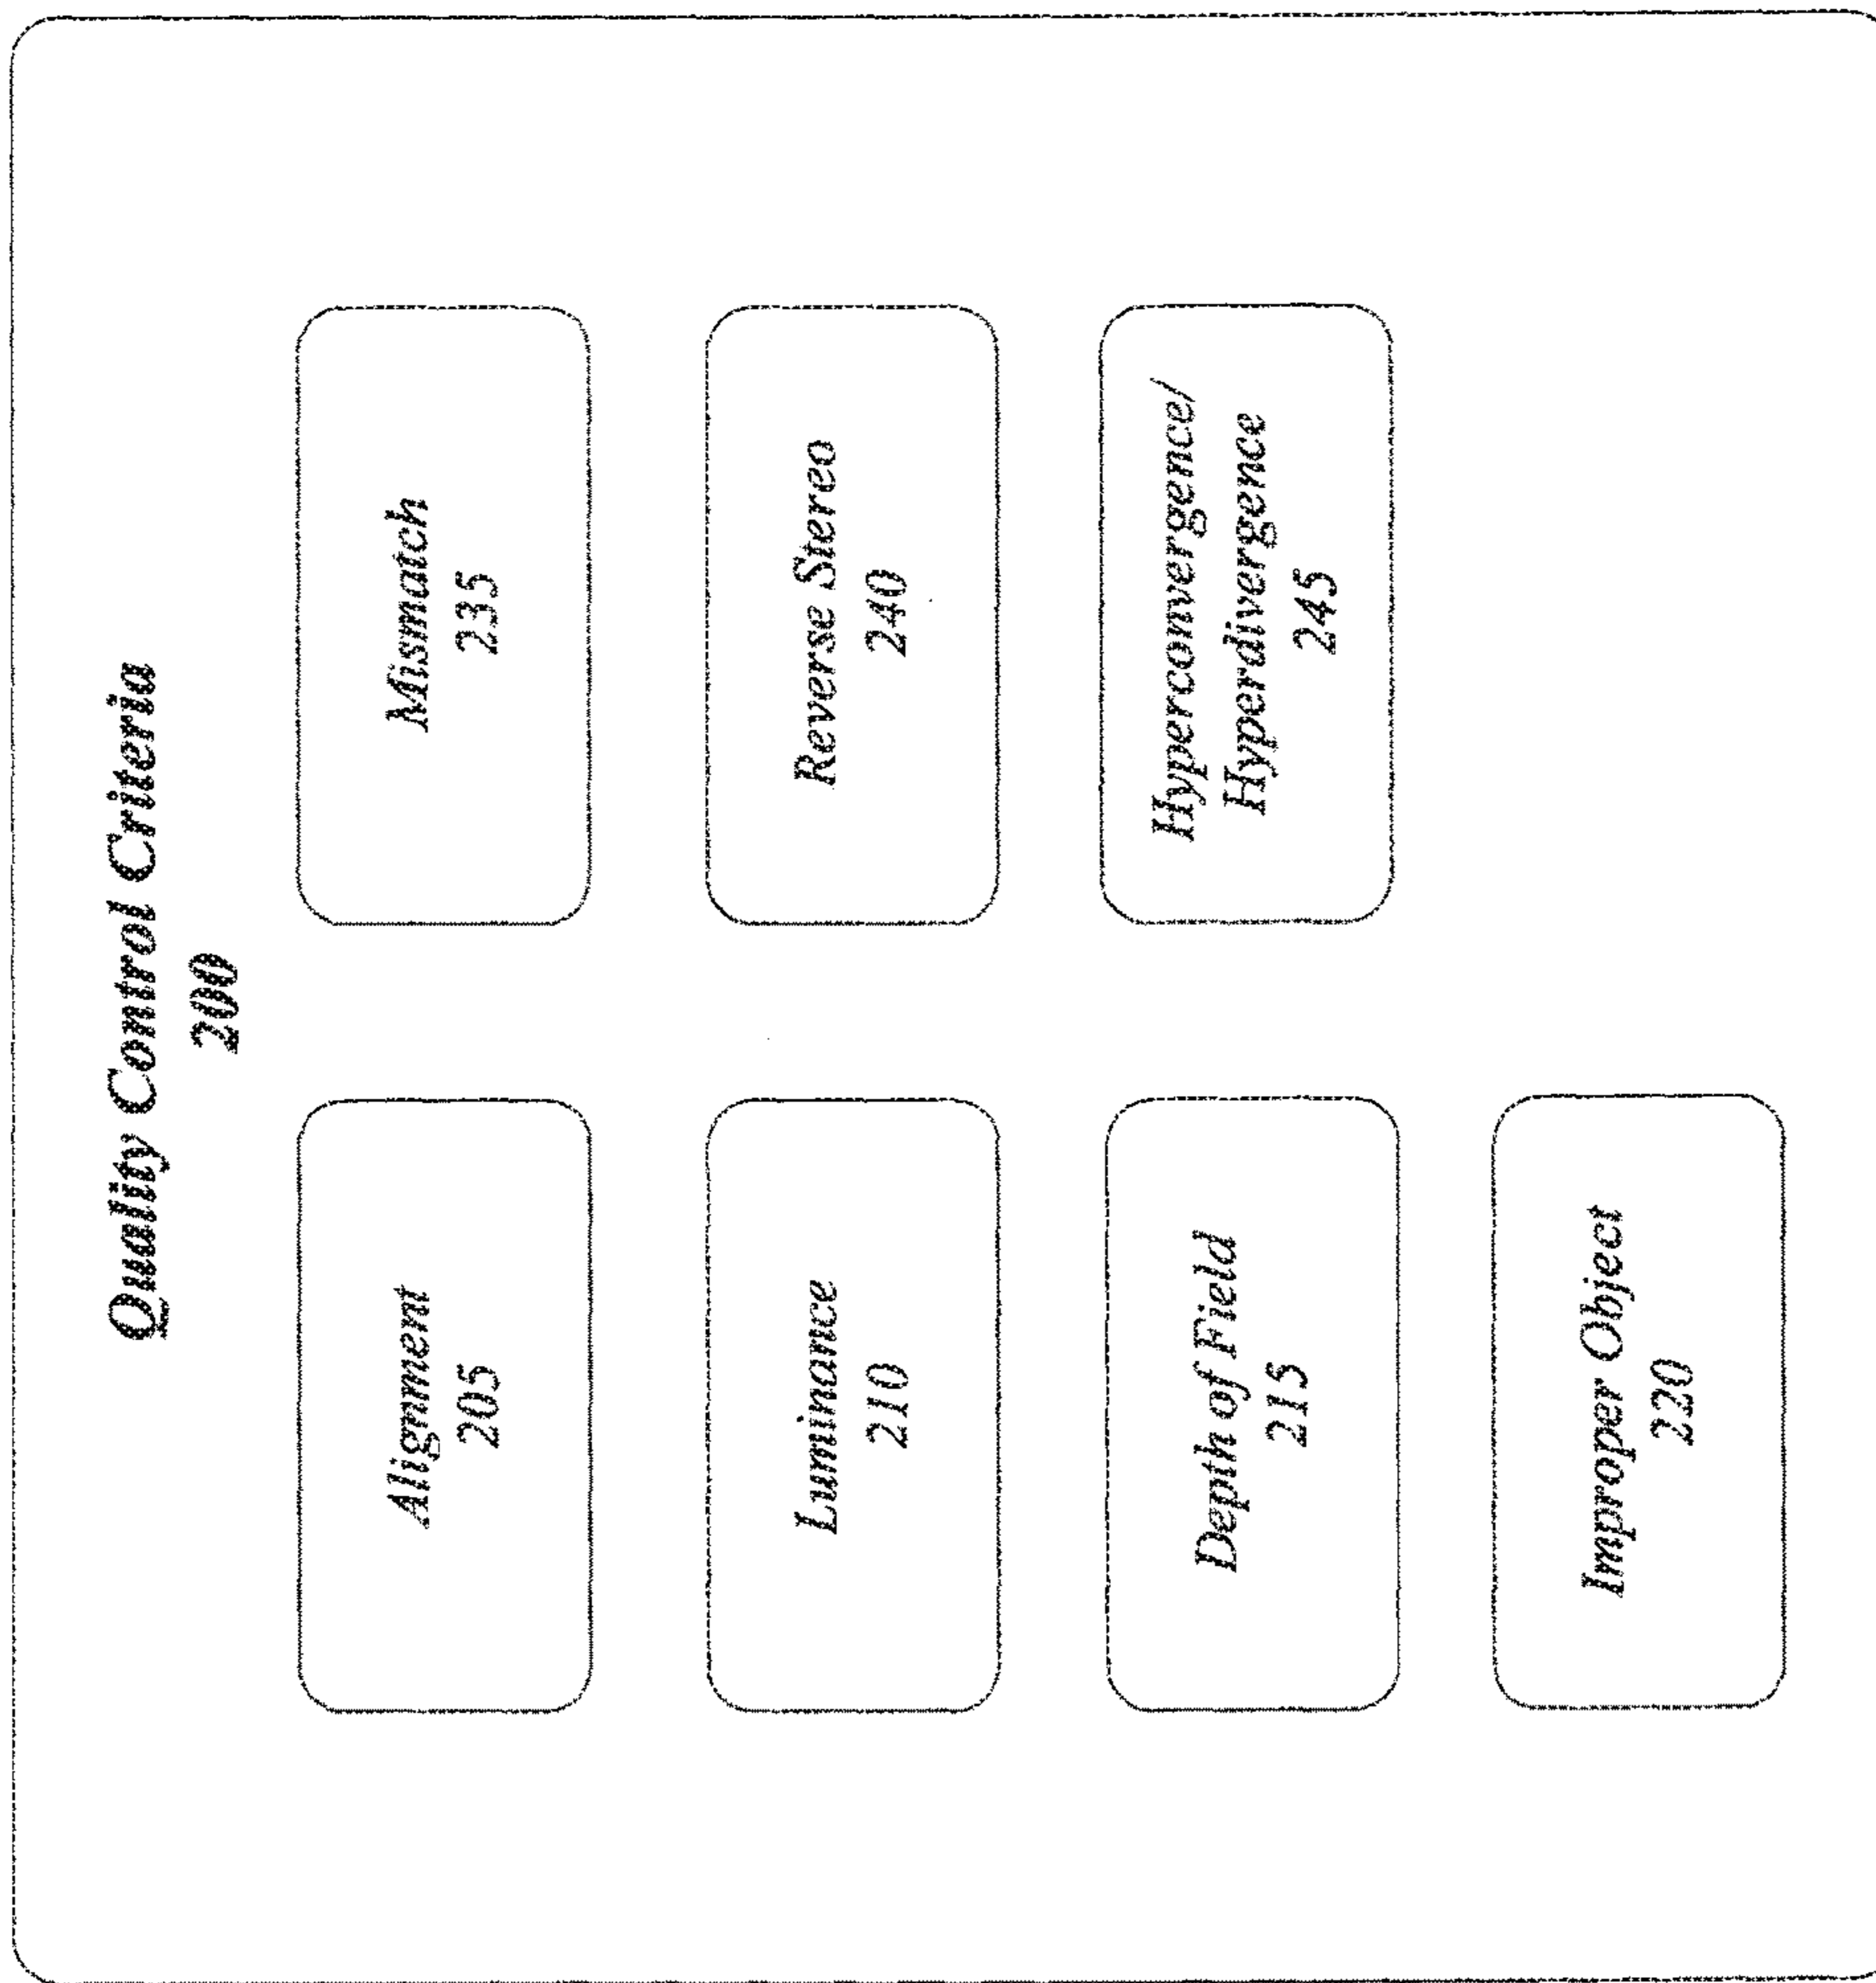 Quality Control Criteria
200
Alignment
205
Luminance
210
Depth of Field
215
Improper Object
220
Mismatch
235
Reverse Stereo
240
Hyperconvergence/
Hyperdivergence
245